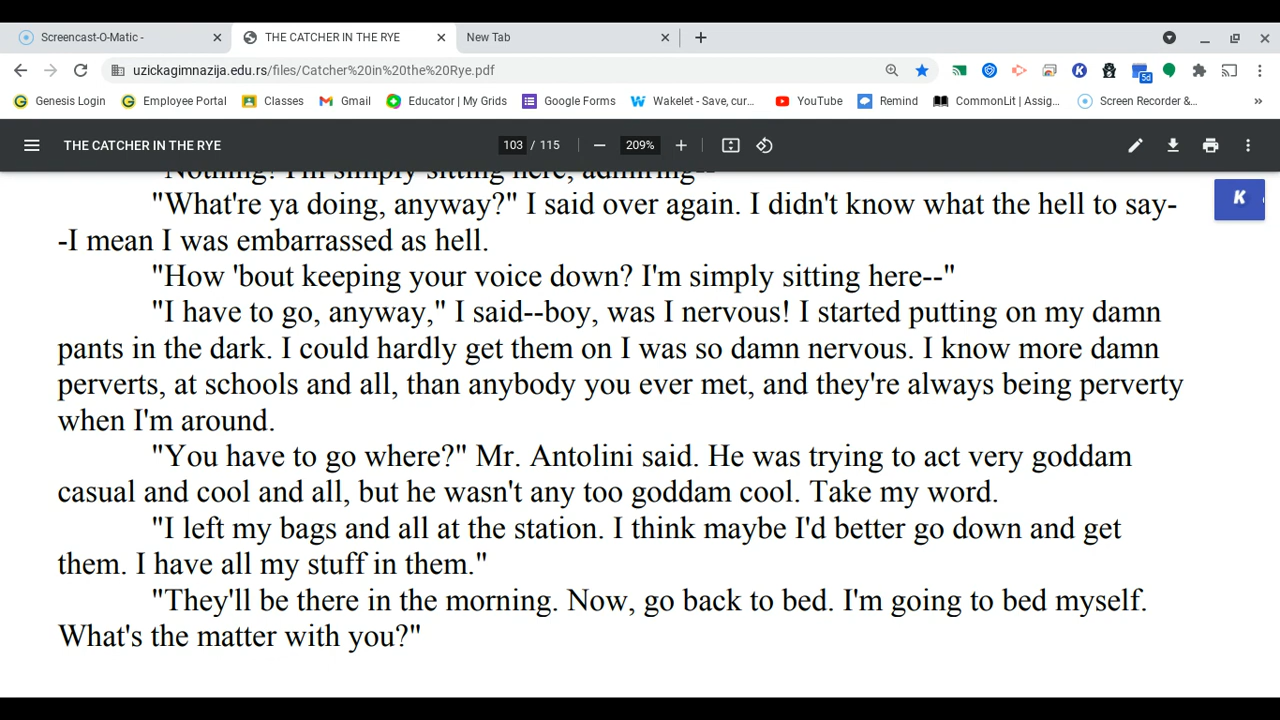 Screencast-O-Matic -
THE CATCHER IN THE RYE
New Tab
uzickagimnazija.edu.rs/files/Catcher%20in%20the%20Rye.pdf
5d
Genesis Login
Employee Portal
Classes
Gmail
Educator | My Grids
Google Forms
Wakelet - Save, cur...
YouTube
Remind
CommonLit | Assig...
Screen Recorder &...
THE CATCHER IN THE RYE
103 / 115
209%
K
"Nothing! I'm simply sitting here, admiring--"
"What're ya doing, anyway?" I said over again. I didn't know what the hell to say-
-I mean I was embarrassed as hell.
"How 'bout keeping your voice down? I'm simply sitting here--"
"I have to go, anyway," I said--boy, was I nervous! I started putting on my damn
pants in the dark. I could hardly get them on I was so damn nervous. I know more damn
perverts, at schools and all, than anybody you ever met, and they're always being perverty
when I'm around.
"You have to go where?" Mr. Antolini said. He was trying to act very goddam
casual and cool and all, but he wasn't any too goddam cool. Take my word.
"I left my bags and all at the station. I think maybe I'd better go down and get
them. I have all my stuff in them."
"They'll be there in the morning. Now, go back to bed. I'm going to bed myself.
What's the matter with you?"